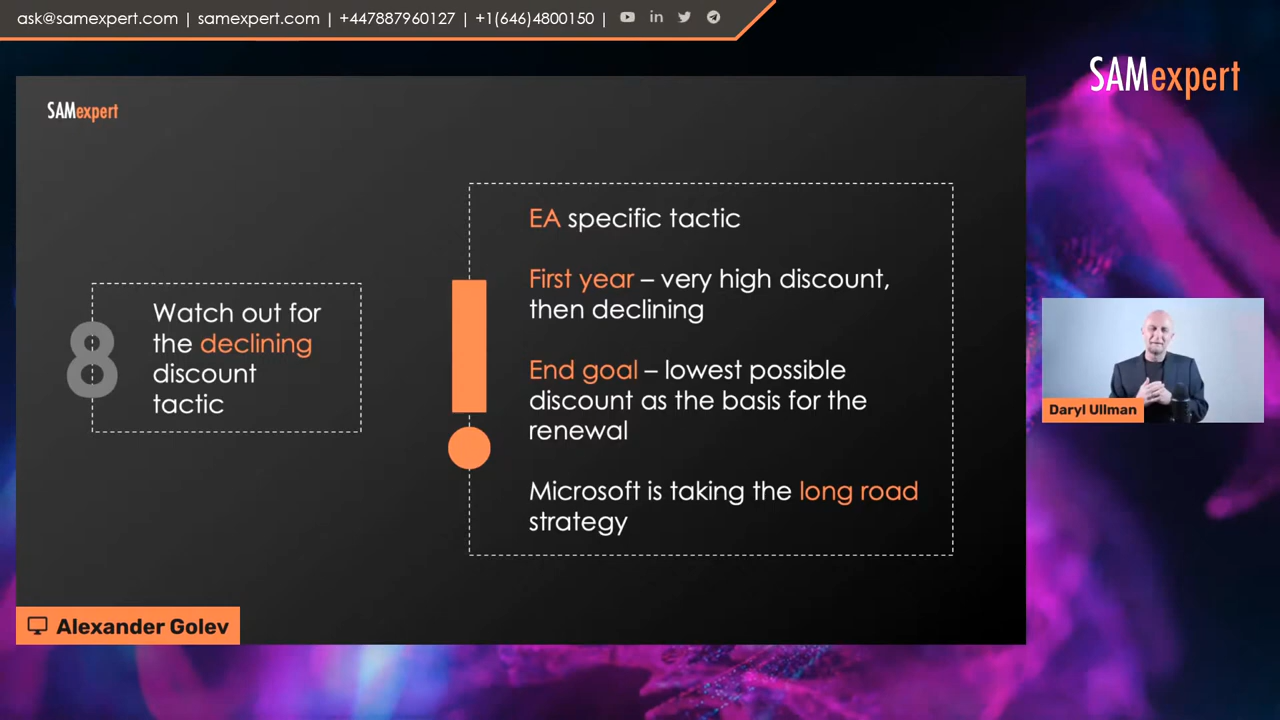 ask@samexpert.com | samexpert.com | +447887960127 | +1(646)4800150 |
SAMexpert
SAMexpert
8
Watch out for
the declining
discount
tactic
EA specific tactic
First year – very high discount,
then declining
End goal – lowest possible
discount as the basis for the
renewal
Microsoft is taking the long road
strategy
Daryl Ullman
Alexander Golev